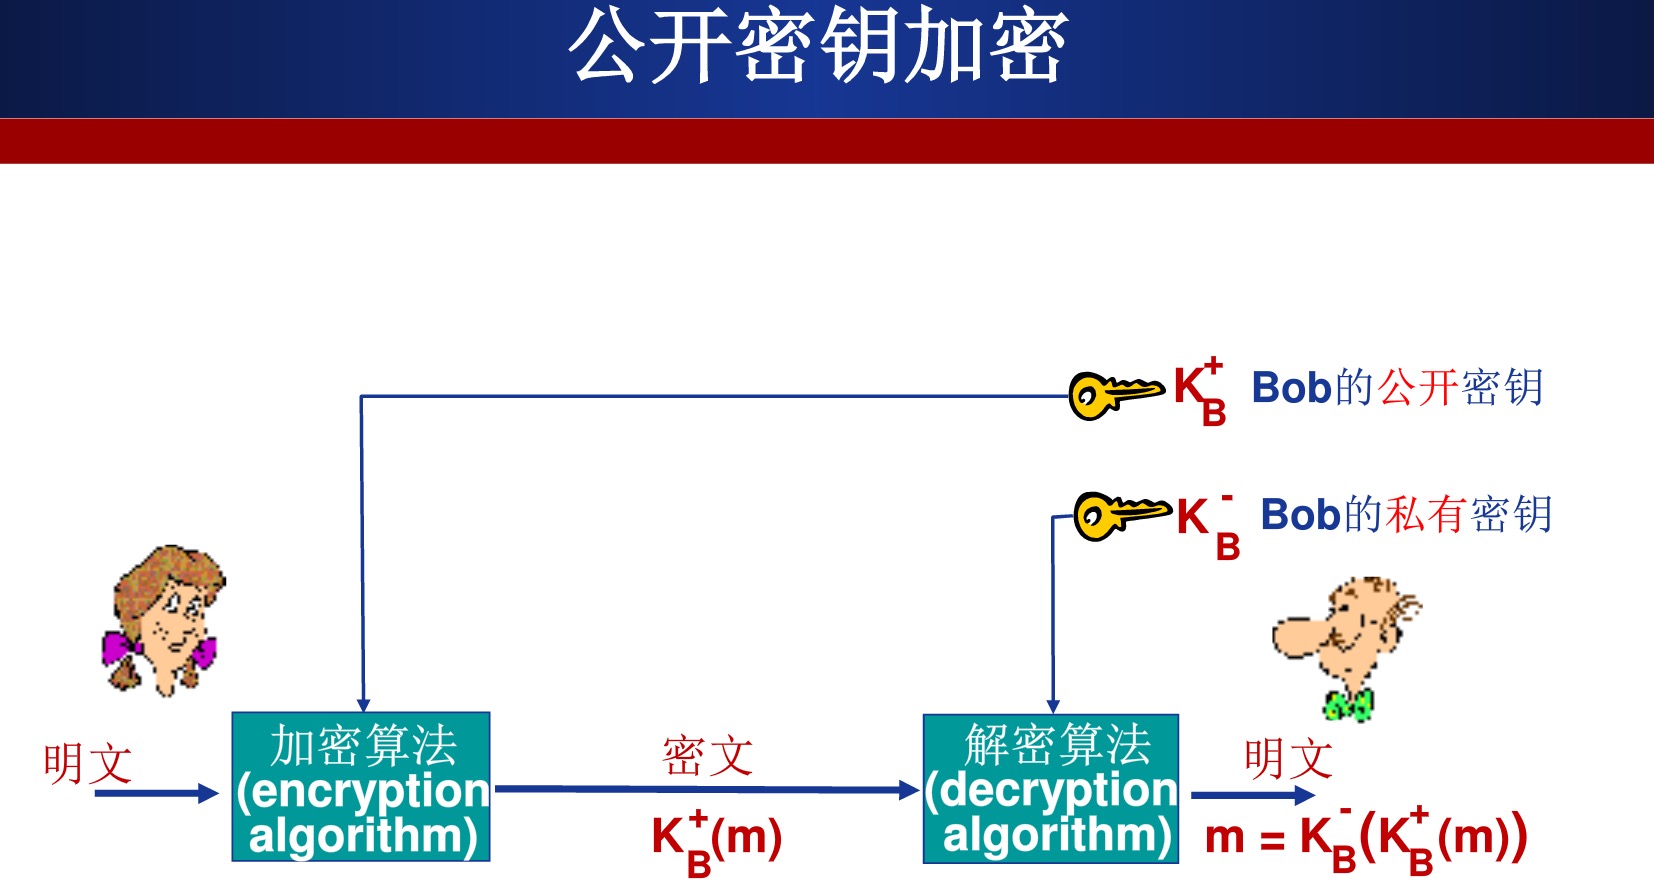 公开密钥加密
K_B^+ Bob的公开密钥
K_B^- Bob的私有密钥
明文
加密算法
(encryption
algorithm)
密文
K_B^+(m)
解密算法
(decryption
algorithm)
明文
m = K_B^-(K_B^+(m))